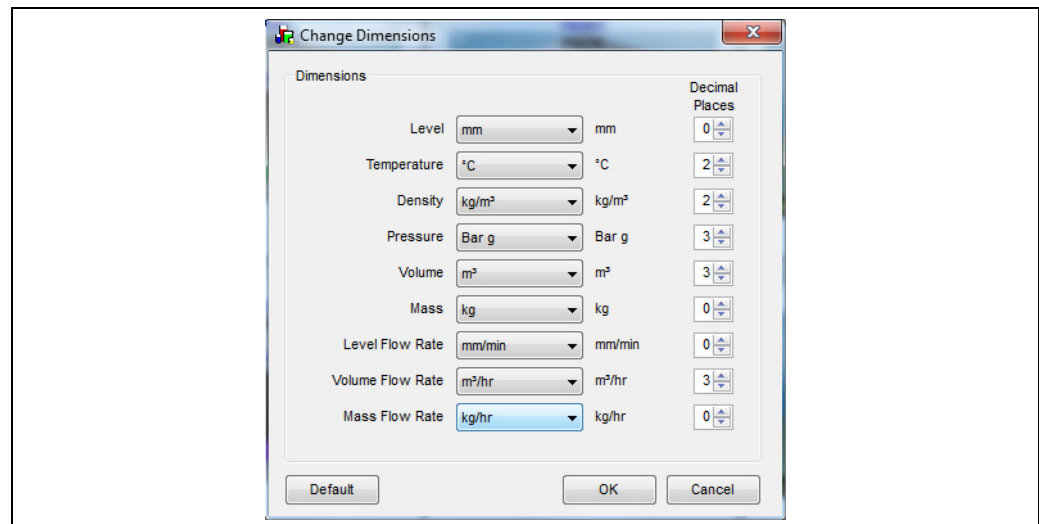 Change Dimensions
Dimensions
Decimal
Places
Level mm mm 0
Temperature °C °C 2
Density kg/m³ kg/m³ 2
Pressure Bar g Bar g 3
Volume m³ m³ 3
Mass kg kg 0
Level Flow Rate mm/min mm/min 0
Volume Flow Rate m³/hr m³/hr 3
Mass Flow Rate kg/hr kg/hr 0
Default OK Cancel